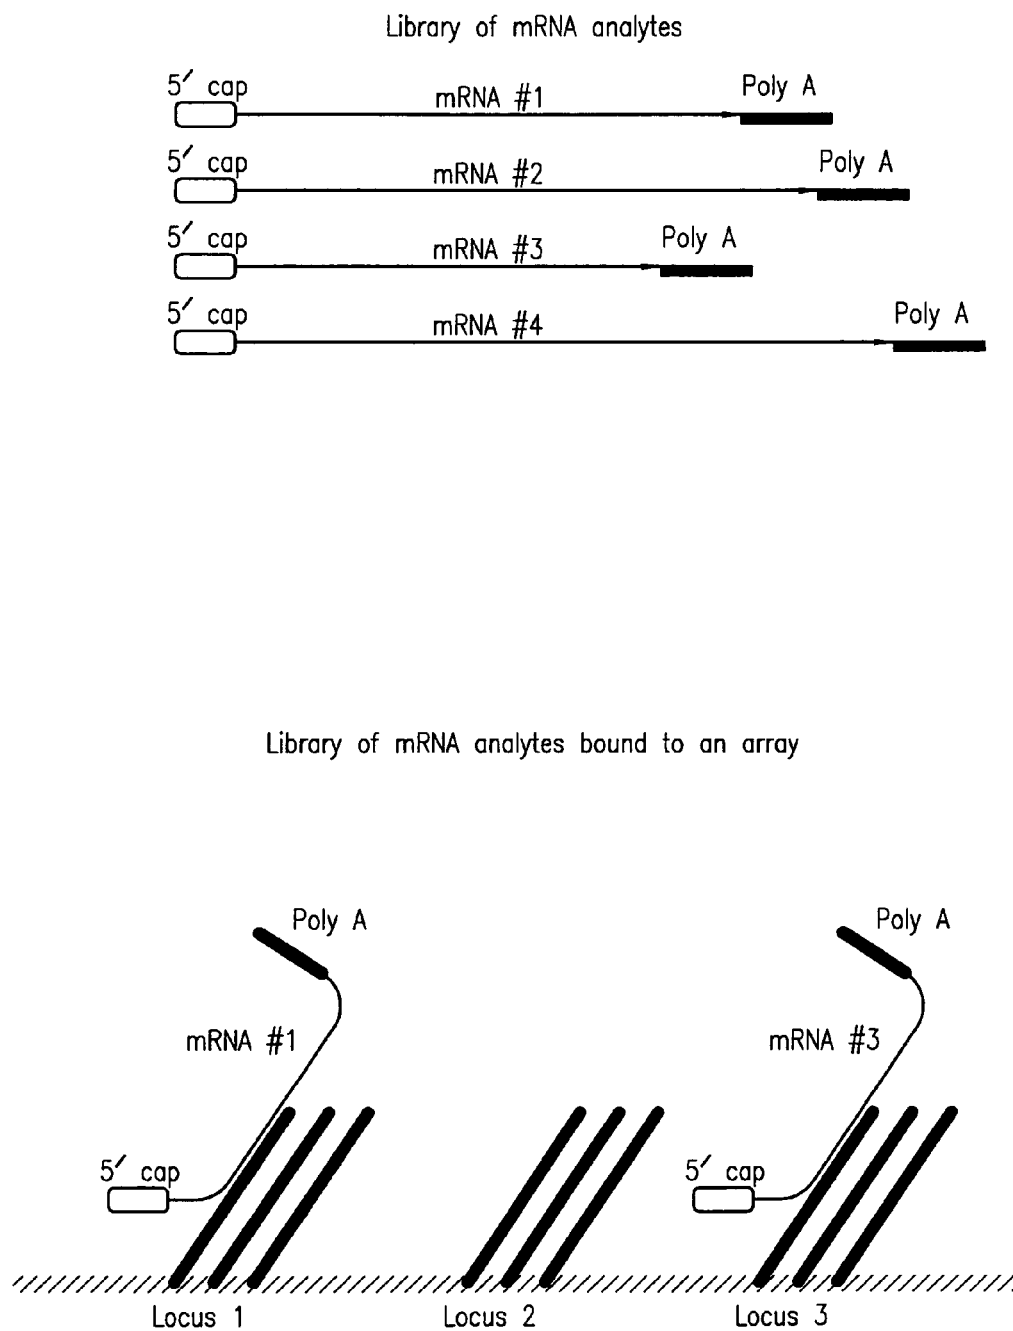 Library of mRNA analytes
5′ cap mRNA #1 Poly A
5′ cap mRNA #2 Poly A
5′ cap mRNA #3 Poly A
5′ cap mRNA #4 Poly A
Library of mRNA analytes bound to an array
Poly A Poly A
mRNA #1 mRNA #3
5′ cap 5′ cap
Locus 1 Locus 2 Locus 3